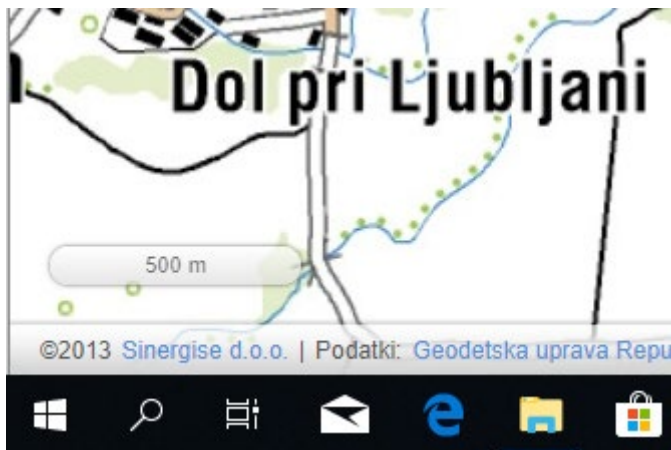 Dol pri Ljubljani
500 m
©2013 Sinergise d.o.o. | Podatki: Geodetska uprava Repu